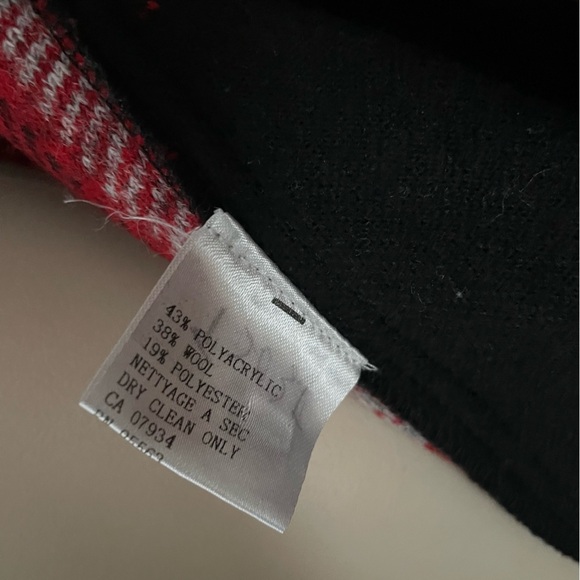 43% POLYACRYLIC
38% WOOL
19% POLYESTER
NETTYAGE A SEC
DRY CLEAN ONLY
CA 07934